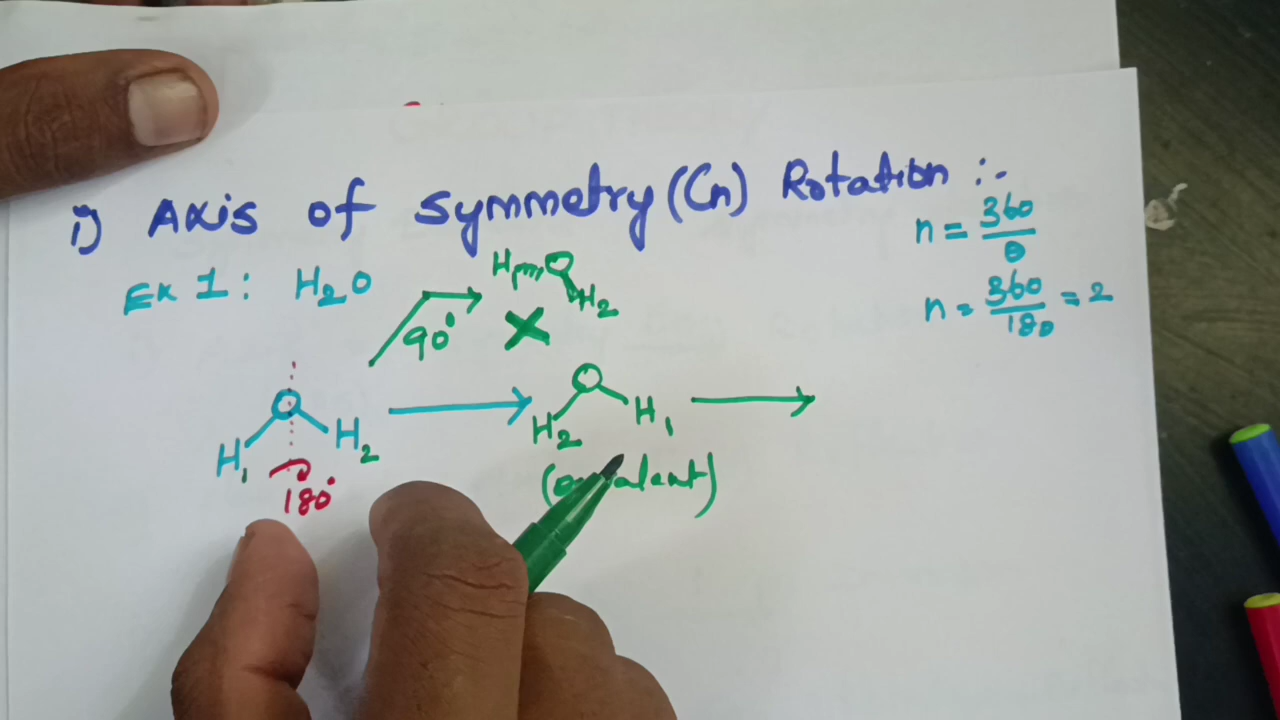 i) Axis of symmetry (Cn) Rotation :-
n = 360/θ
n = 360/180 = 2
Ex 1: H2O
90°
H
H2
H1
H2
180°
H2
H1